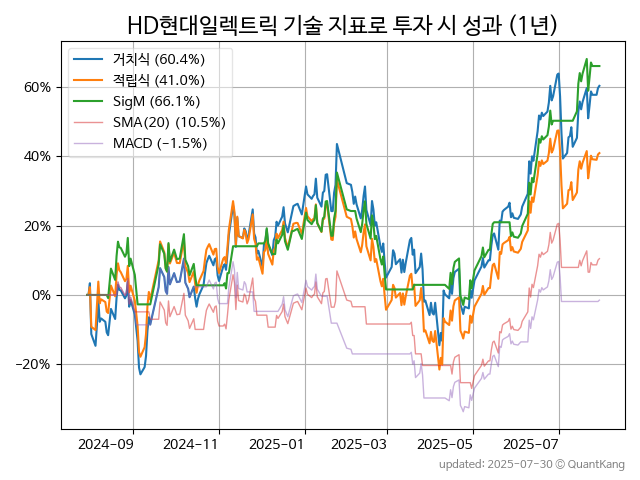 HD현대일렉트릭 기술 지표로 투자 시 성과 (1년)
거치식 (60.4%)
적립식 (41.0%)
SigM (66.1%)
SMA(20) (10.5%)
MACD (−1.5%)
60%
40%
20%
0%
−20%
2024-09 2024-11 2025-01 2025-03 2025-05 2025-07
updated: 2025-07-30 © QuantKang